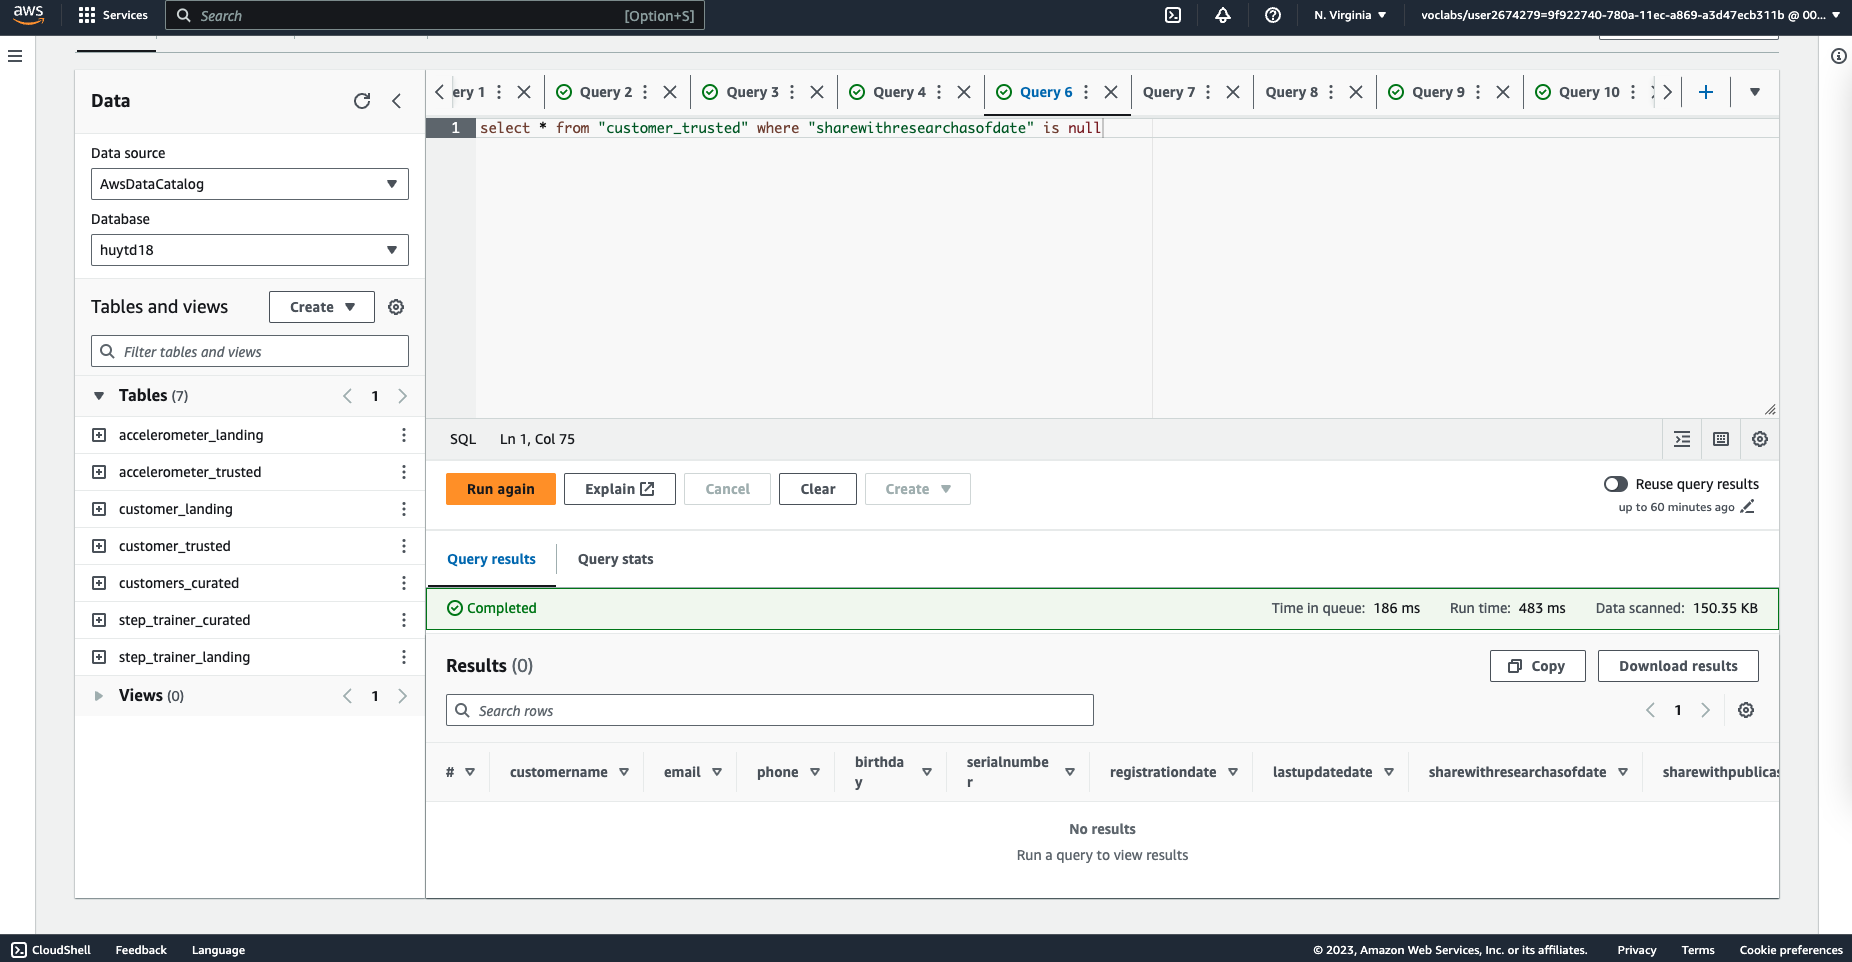 aws
Services
Search
[Option+S]
N. Virginia
voclabs/user2674279=9f922740-780a-11ec-a869-a3d47ecb311b @ 00...
Data
Data source
AwsDataCatalog
Database
huytd18
Tables and views
Create
Filter tables and views
Tables (7)
1
accelerometer_landing
accelerometer_trusted
customer_landing
customer_trusted
customers_curated
step_trainer_curated
step_trainer_landing
Views (0)
1
ery 1
Query 2
Query 3
Query 4
Query 6
Query 7
Query 8
Query 9
Query 10
1 select * from "customer_trusted" where "sharewithresearchasofdate" is null
SQL
Ln 1, Col 75
Run again
Explain
Cancel
Clear
Create
Reuse query results
up to 60 minutes ago
Query results
Query stats
Completed
Time in queue: 186 ms
Run time: 483 ms
Data scanned: 150.35 KB
Results (0)
Copy
Download results
Search rows
1
#
customername
email
phone
birthda
y
serialnumbe
r
registrationdate
lastupdatedate
sharewithresearchasofdate
sharewithpublicas
No results
Run a query to view results
CloudShell
Feedback
Language
© 2023, Amazon Web Services, Inc. or its affiliates.
Privacy
Terms
Cookie preferences